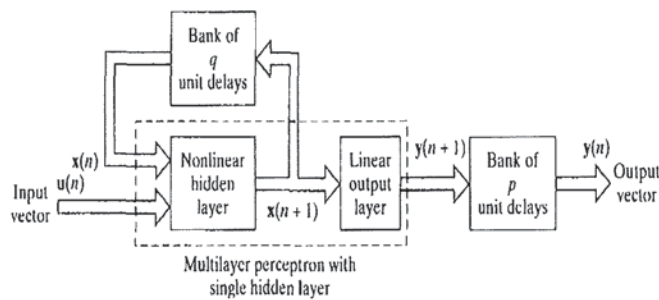 Bank of
q
unit delays
x(n)
u(n)
Input
vector
Nonlinear
hidden
layer
x(n + 1)
Linear
output
layer
y(n + 1)
Bank of
p
unit delays
y(n)
Output
vector
Multilayer perceptron with
single hidden layer